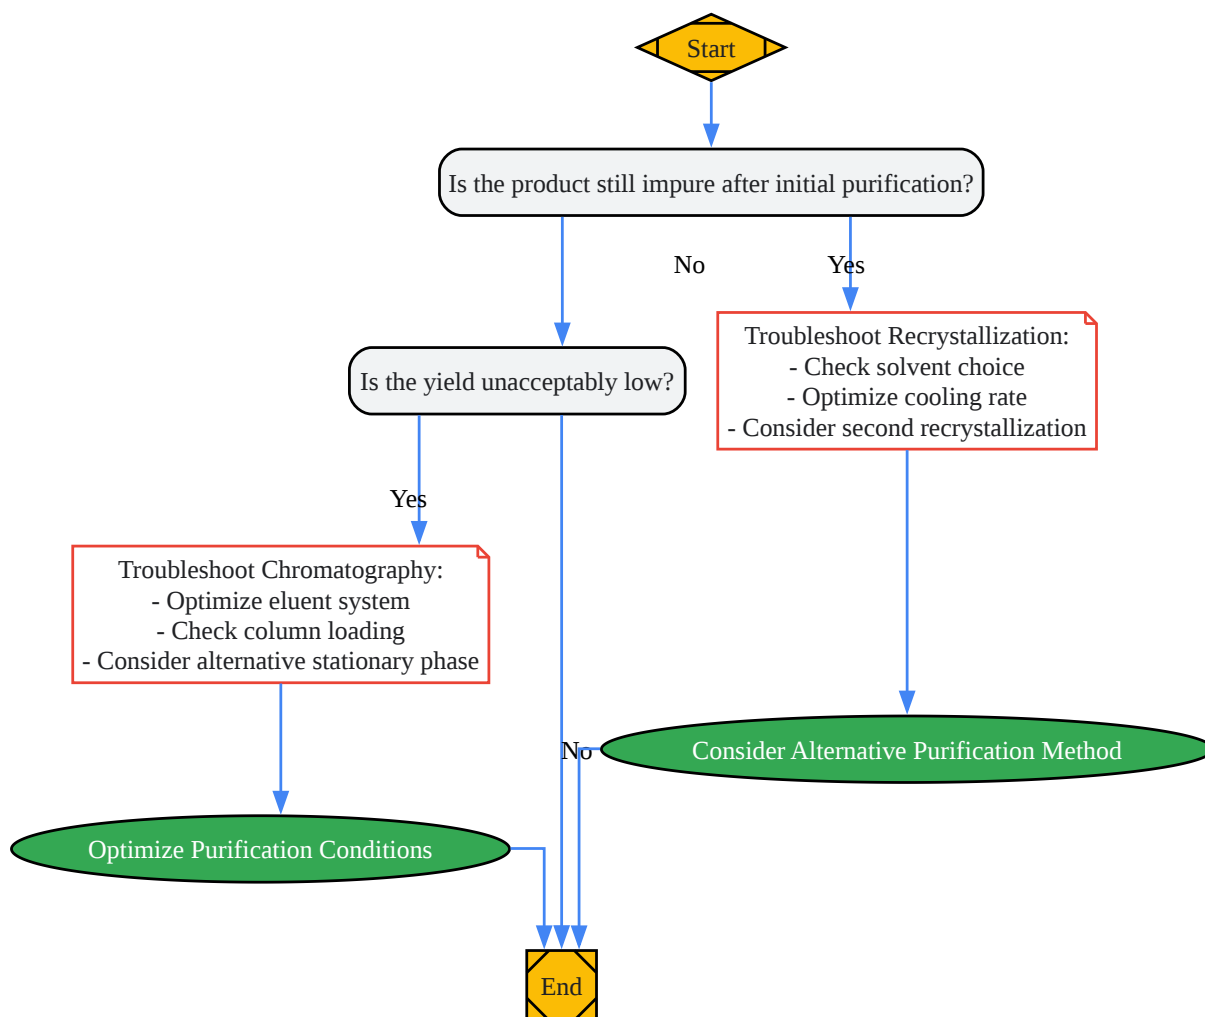 Start
Is the product still impure after initial purification?
No
Yes
Troubleshoot Recrystallization:
- Check solvent choice
- Optimize cooling rate
- Consider second recrystallization
Is the yield unacceptably low?
Yes
Troubleshoot Chromatography:
- Optimize eluent system
- Check column loading
- Consider alternative stationary phase
No
Consider Alternative Purification Method
Optimize Purification Conditions
End